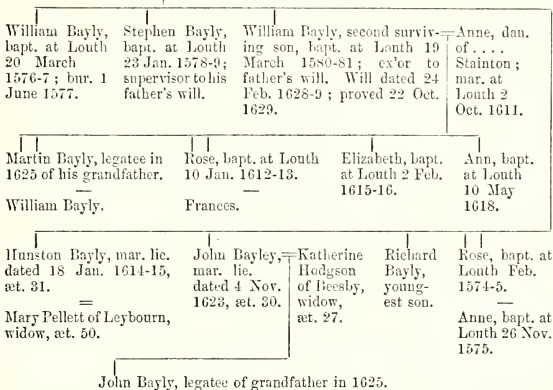 William Bayly,
bapt. at Louth
20 March
1576-7; bur. 1
June 1577.
Stephen Bayly,
bapt. at Louth
23 Jan. 1578-9;
supervisor to his
father's will.
William Bayly, second surviv-
ing son, bapt. at Louth 19
March 1580-81; ex'or to
father's will. Will dated 24
Feb. 1628-9; proved 22 Oct.
1629.
=Anne, dau.
of . . . .
Stainton;
mar. at
Louth 2
Oct. 1611.
Martin Bayly, legatee in
1625 of his grandfather.
—
William Bayly.
Rose, bapt. at Louth
10 Jan. 1612-13.
—
Frances.
Elizabeth, bapt.
at Louth 2 Feb.
1615-16.
Ann, bapt.
at Louth
10 May
1618.
Hunston Bayly, mar. lic.
dated 18 Jan. 1614-15,
æt. 31.
=
Mary Pellett of Leybourn,
widow, æt. 50.
John Bayley,
mar. lic.
dated 4 Nov.
1623, æt. 30.
=Katherine
Hodgson
of Beesby,
widow,
æt. 27.
Richard
Bayly,
young-
est son.
Rose, bapt. at
Louth Feb.
1574-5.
—
Anne, bapt. at
Louth 26 Nov.
1575.
John Bayly, legatee of grandfather in 1625.